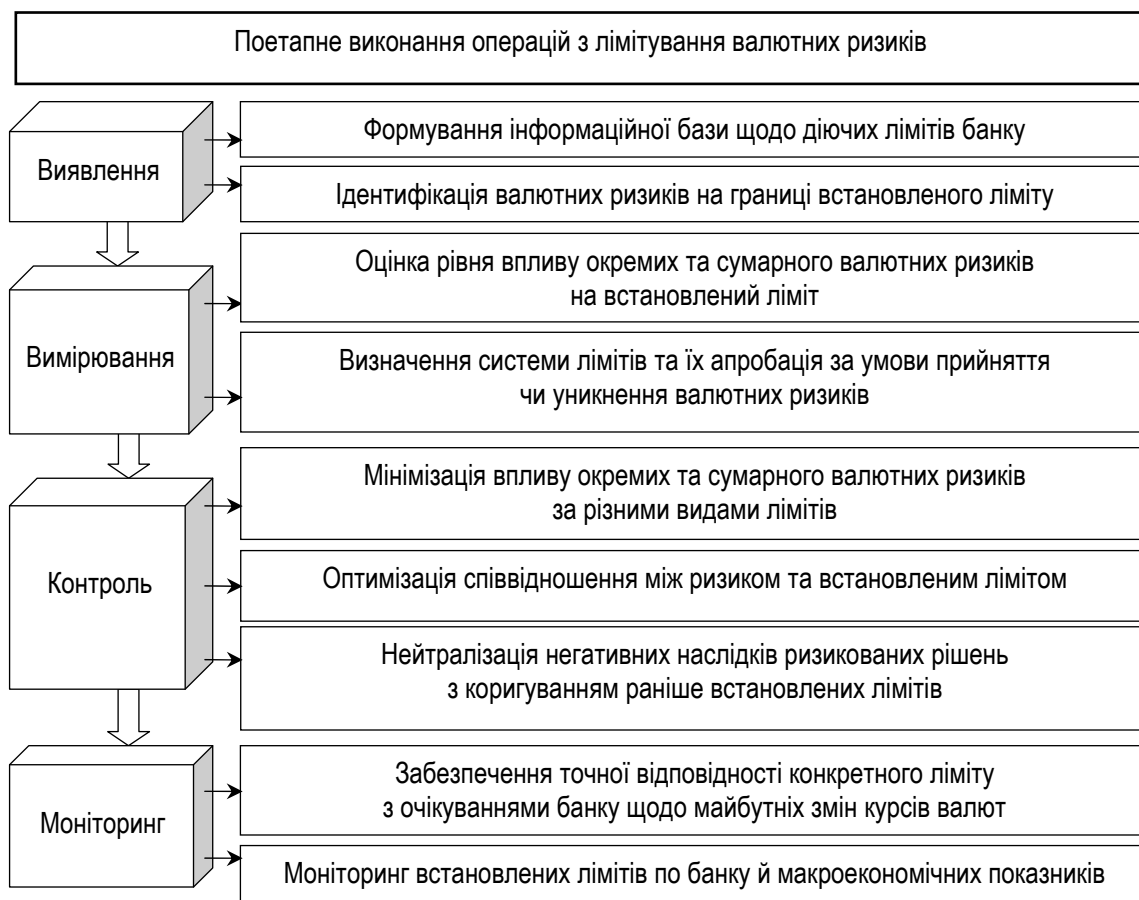 Поетапне виконання операцій з лімітування валютних ризиків
Виявлення
Формування інформаційної бази щодо діючих лімітів банку
Ідентифікація валютних ризиків на границі встановленого ліміту
Вимірювання
Оцінка рівня впливу окремих та сумарного валютних ризиків
на встановлений ліміт
Визначення системи лімітів та їх апробація за умови прийняття
чи уникнення валютних ризиків
Контроль
Мінімізація впливу окремих та сумарного валютних ризиків
за різними видами лімітів
Оптимізація співвідношення між ризиком та встановленим лімітом
Нейтралізація негативних наслідків ризикованих рішень
з коригуванням раніше встановлених лімітів
Моніторинг
Забезпечення точної відповідності конкретного ліміту
з очікуваннями банку щодо майбутніх змін курсів валют
Моніторинг встановлених лімітів по банку й макроекономічних показників